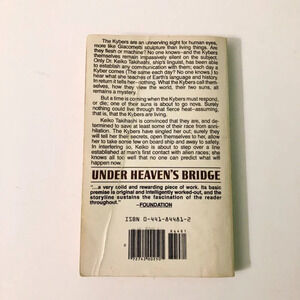 The Kybers are an unnerving sight for human eyes,
more like Giacometti sculpture than living things. Are
they flesh or machine? No one knows—and the Kybers
themselves remain impassively silent on the subject.
Only Dr. Keiko Takahashi, linguist, has been able to
establish any communication with them; each day a
Kyber comes (The same each day? No one knows.) to
hear what she teaches of Earth's language and history.
In return it tells her—nothing. What the Kybers believe,
how they view the world, their two suns, all
remains a mystery.
But a time is coming when the Kybers must respond,
or die; one of their suns is about to go nova. Surely
nothing could live through that fierce heat—assuming,
that is, that the Kybers are living.
Keiko Takahashi is convinced that they are, and de-
termined to save at least some of their race from anni-
hilation. The Kybers have singled her out; surely they
will tell her their secrets, open themselves to her, allow
her to take some few on board ship and away to safety.
In interfering so, Keiko is about to step over a line
established at man's first contact with alien races; she
knows all too well that no one can predict what will
happen now.
UNDER HEAVEN'S BRIDGE
"...a very solid and rewarding piece of work. Its basic
premise is original and intelligently worked-out, and the
storyline sustains the fascination of the reader
throughout."
—FOUNDATION
ISBN 0-441-84481-2